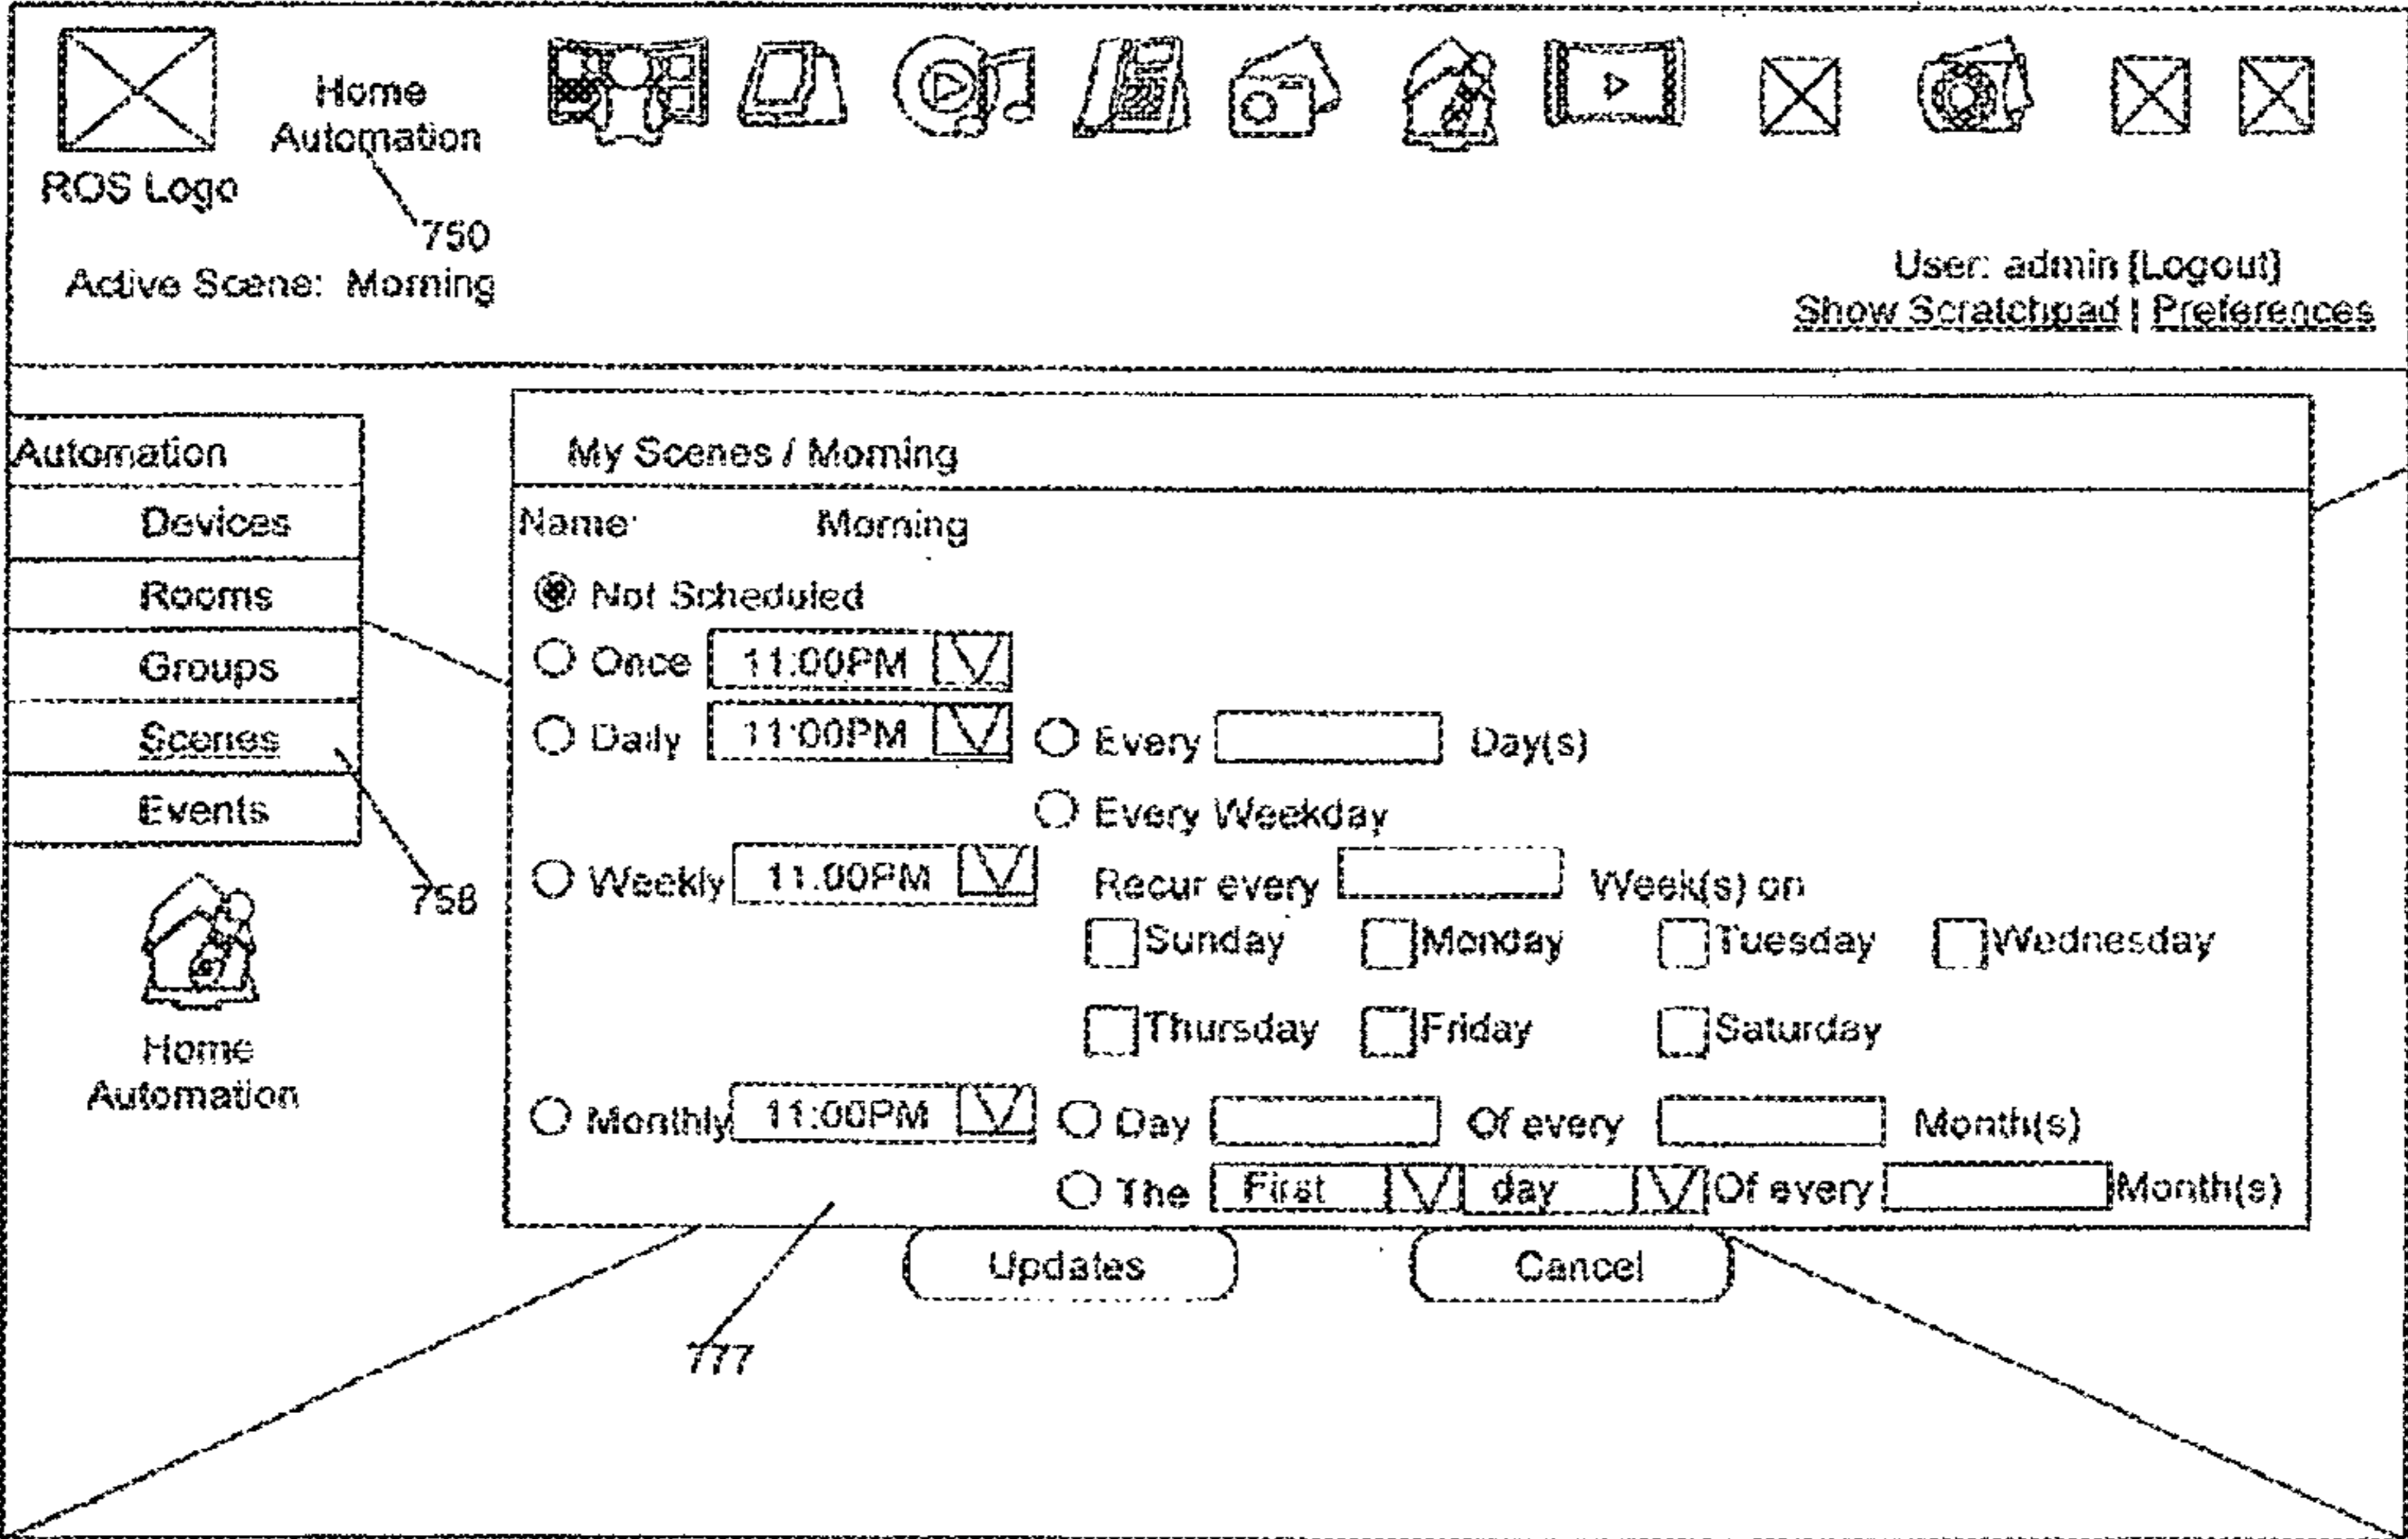 Home
Automation
ROS Logo
750
Active Scene: Morning
User: admin [Logout]
Show Scratchpad | Preferences
Automation
Devices
Rooms
Groups
Scenes
Events
758
Home
Automation
My Scenes / Morning
Name: Morning
Not Scheduled
Once 11:00PM
Daily 11:00PM Every Day(s)
Every Weekday
Weekly 11:00PM Recur every Week(s) on
Sunday Monday Tuesday Wednesday
Thursday Friday Saturday
Monthly 11:00PM Day Of every Month(s)
The First day Of every Month(s)
Updates Cancel
777